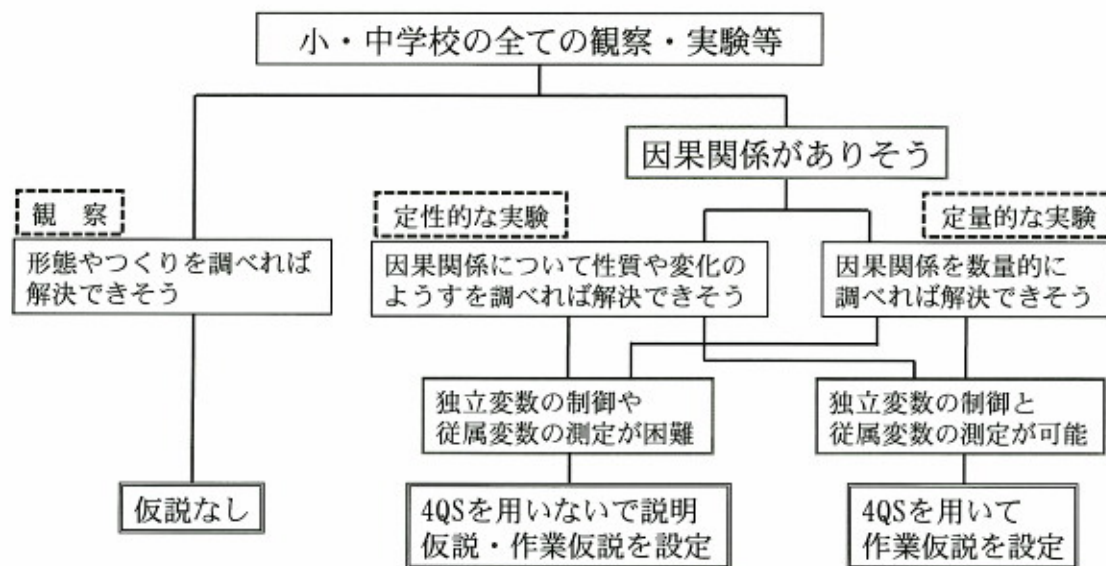 小・中学校の全ての観察・実験等
因果関係がありそう
観　察
形態やつくりを調べれば
解決できそう
定性的な実験
因果関係について性質や変化の
ようすを調べれば解決できそう
定量的な実験
因果関係を数量的に
調べれば解決できそう
独立変数の制御や
従属変数の測定が困難
独立変数の制御と
従属変数の測定が可能
仮説なし
4QSを用いないで説明
仮説・作業仮説を設定
4QSを用いて
作業仮説を設定